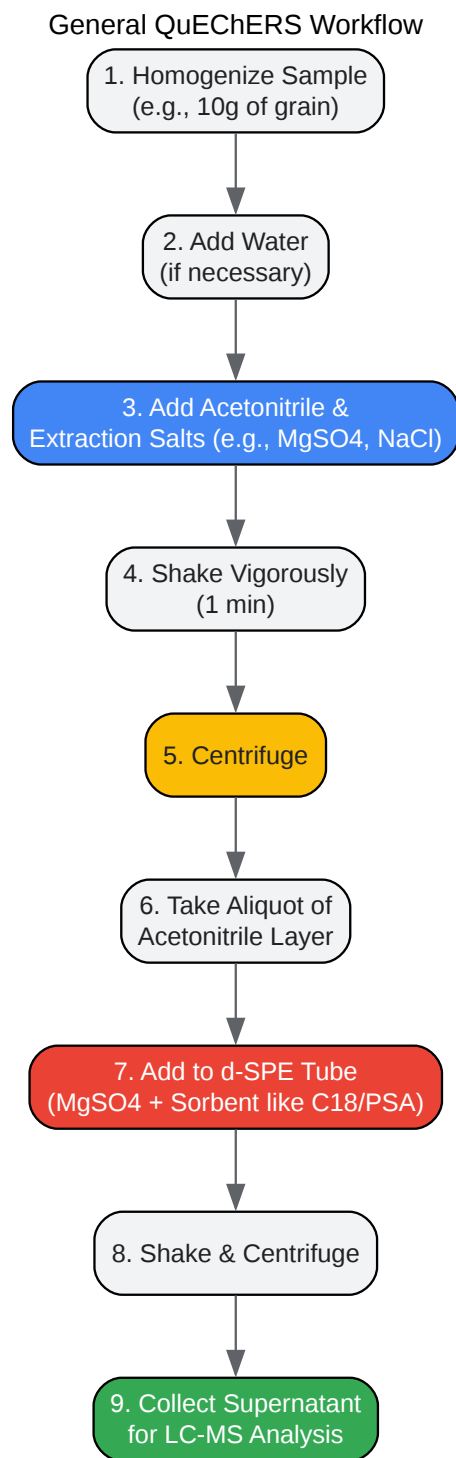 General QuEChERS Workflow
1. Homogenize Sample
(e.g., 10g of grain)
2. Add Water
(if necessary)
3. Add Acetonitrile &
Extraction Salts (e.g., MgSO4, NaCl)
4. Shake Vigorously
(1 min)
5. Centrifuge
6. Take Aliquot of
Acetonitrile Layer
7. Add to d-SPE Tube
(MgSO4 + Sorbent like C18/PSA)
8. Shake & Centrifuge
9. Collect Supernatant
for LC-MS Analysis